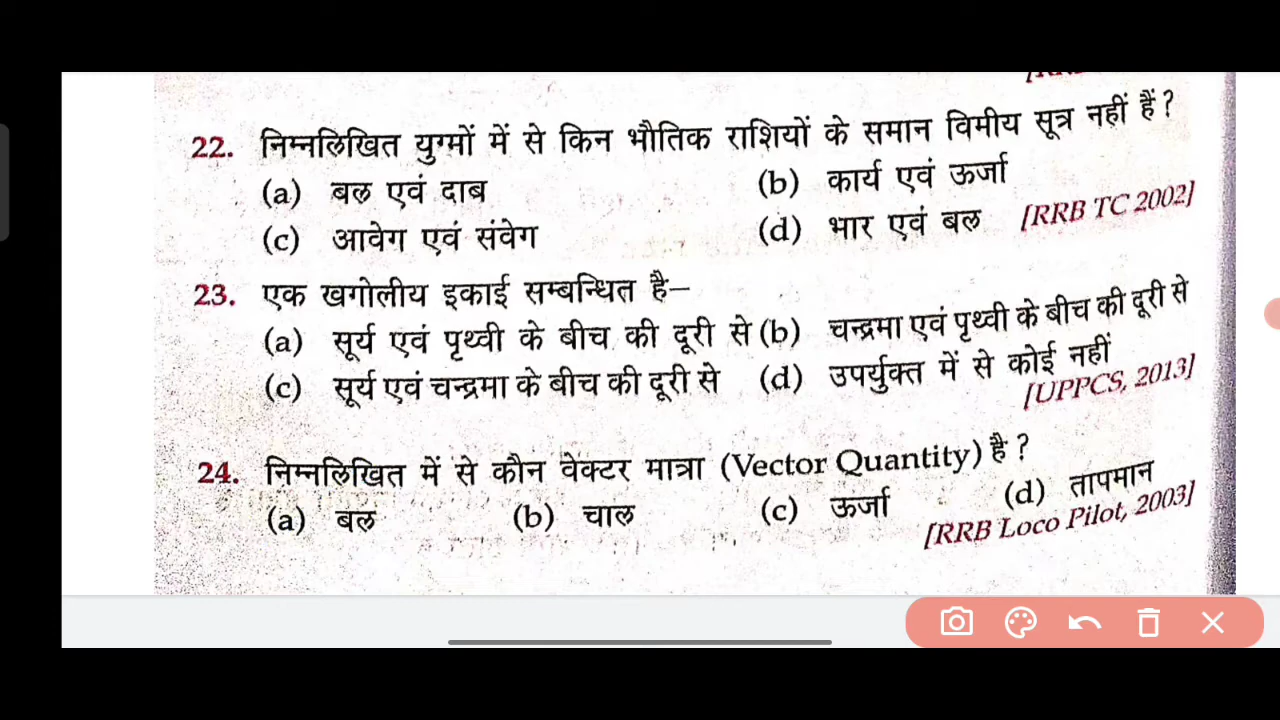 22. निम्नलिखित युग्मों में से किन भौतिक राशियों के समान विमीय सूत्र नहीं हैं?
(a) बल एवं दाब (b) कार्य एवं ऊर्जा
(c) आवेग एवं संवेग (d) भार एवं बल [RRB TC 2002]
23. एक खगोलीय इकाई सम्बन्धित है–
(a) सूर्य एवं पृथ्वी के बीच की दूरी से (b) चन्द्रमा एवं पृथ्वी के बीच की दूरी से
(c) सूर्य एवं चन्द्रमा के बीच की दूरी से (d) उपर्युक्त में से कोई नहीं
[UPPCS, 2013]
24. निम्नलिखित में से कौन वेक्टर मात्रा (Vector Quantity) है?
(a) बल (b) चाल (c) ऊर्जा (d) तापमान
[RRB Loco Pilot, 2003]